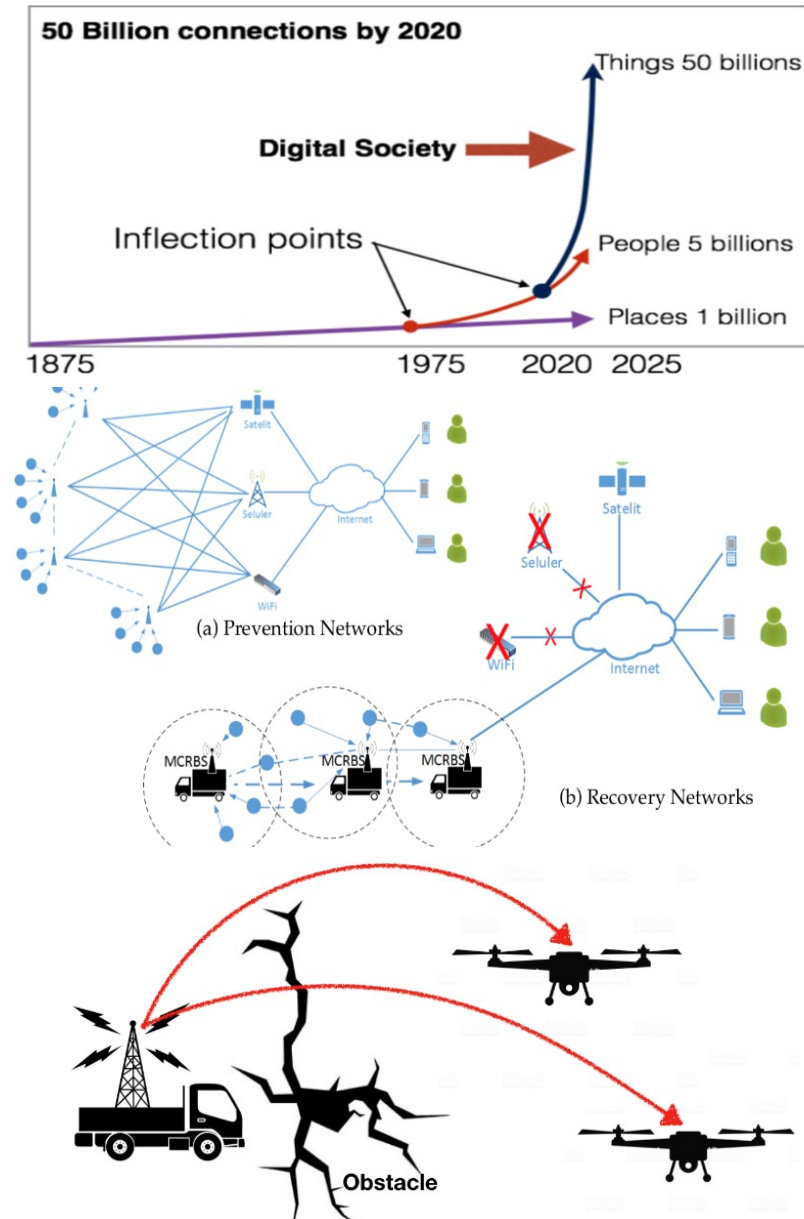 50 Billion connections by 2020
Things 50 billions
Digital Society
Inflection points
People 5 billions
Places 1 billion
1875 1975 2020 2025
Satelit
Seluler
Internet
WiFi
(a) Prevention Networks
Satelit
Seluler
WiFi
Internet
MCRBS MCRBS MCRBS
(b) Recovery Networks
Obstacle